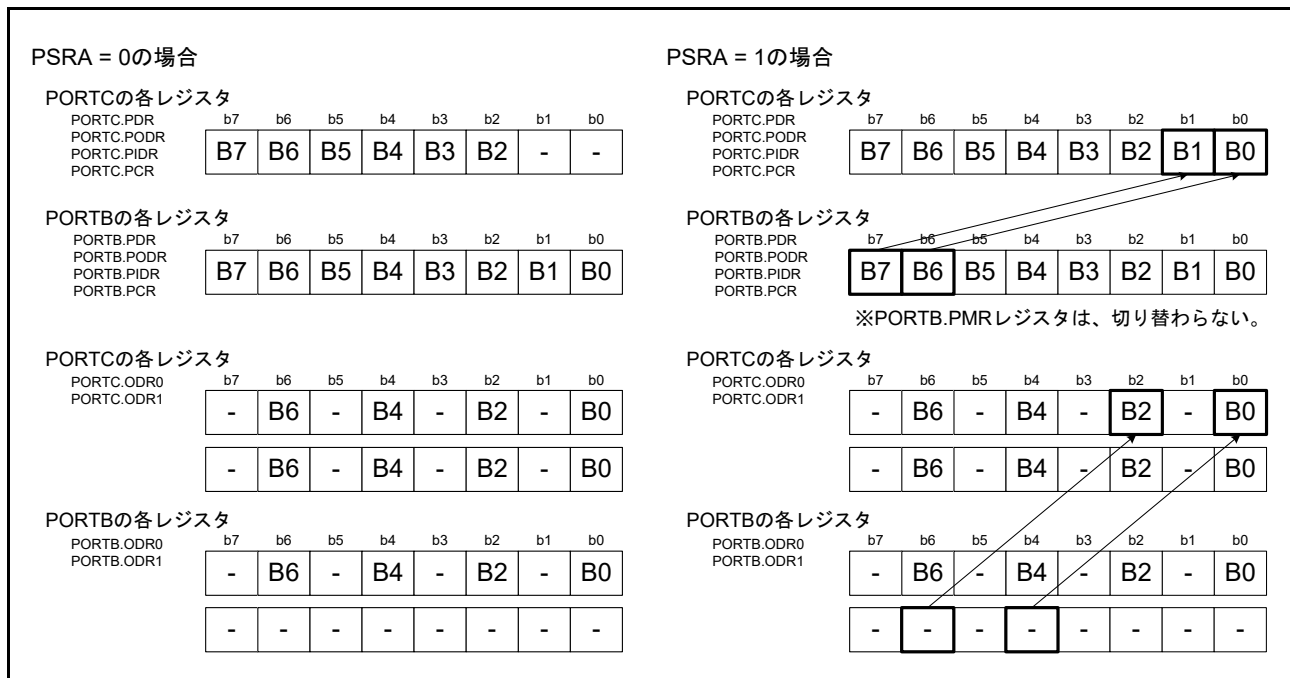 PSRA = 0の場合
PORTCの各レジスタ
PORTC.PDR
PORTC.PODR
PORTC.PIDR
PORTC.PCR
b7 b6 b5 b4 b3 b2 b1 b0
B7 B6 B5 B4 B3 B2 - -
PORTBの各レジスタ
PORTB.PDR
PORTB.PODR
PORTB.PIDR
PORTB.PCR
b7 b6 b5 b4 b3 b2 b1 b0
B7 B6 B5 B4 B3 B2 B1 B0
PORTCの各レジスタ
PORTC.ODR0
PORTC.ODR1
b7 b6 b5 b4 b3 b2 b1 b0
- B6 - B4 - B2 - B0
- B6 - B4 - B2 - B0
PORTBの各レジスタ
PORTB.ODR0
PORTB.ODR1
b7 b6 b5 b4 b3 b2 b1 b0
- B6 - B4 - B2 - B0
- - - - - - - -
PSRA = 1の場合
PORTCの各レジスタ
PORTC.PDR
PORTC.PODR
PORTC.PIDR
PORTC.PCR
b7 b6 b5 b4 b3 b2 b1 b0
B7 B6 B5 B4 B3 B2 B1 B0
PORTBの各レジスタ
PORTB.PDR
PORTB.PODR
PORTB.PIDR
PORTB.PCR
b7 b6 b5 b4 b3 b2 b1 b0
B7 B6 B5 B4 B3 B2 B1 B0
※PORTB.PMRレジスタは、切り替わらない。
PORTCの各レジスタ
PORTC.ODR0
PORTC.ODR1
b7 b6 b5 b4 b3 b2 b1 b0
- B6 - B4 - B2 - B0
- B6 - B4 - B2 - B0
PORTBの各レジスタ
PORTB.ODR0
PORTB.ODR1
b7 b6 b5 b4 b3 b2 b1 b0
- B6 - B4 - B2 - B0
- - - - - - - -